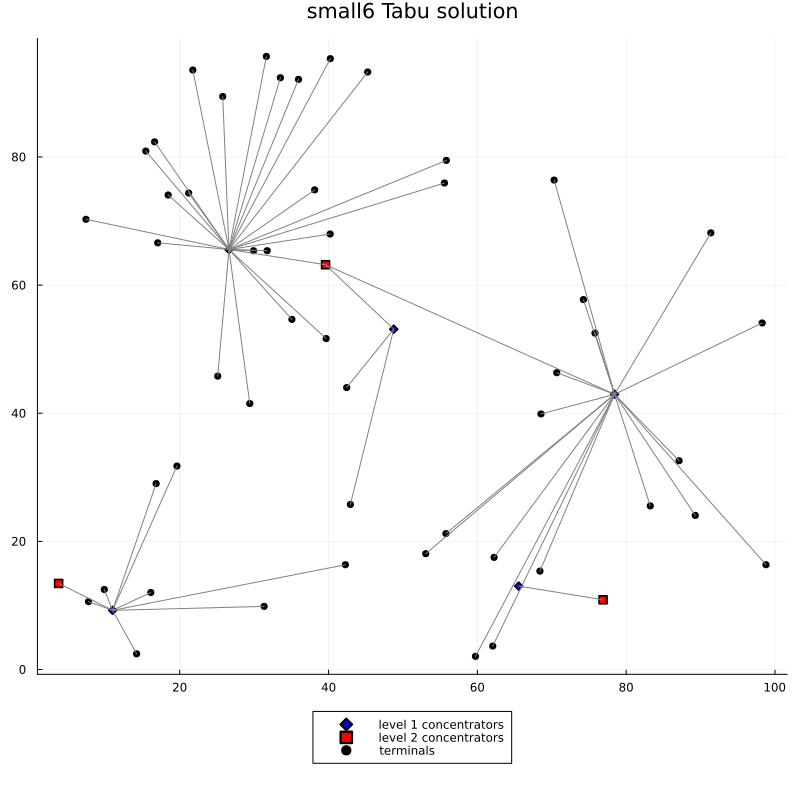 small6 Tabu solution
80
60
40
20
0
20 40 60 80 100
level 1 concentrators
level 2 concentrators
terminals